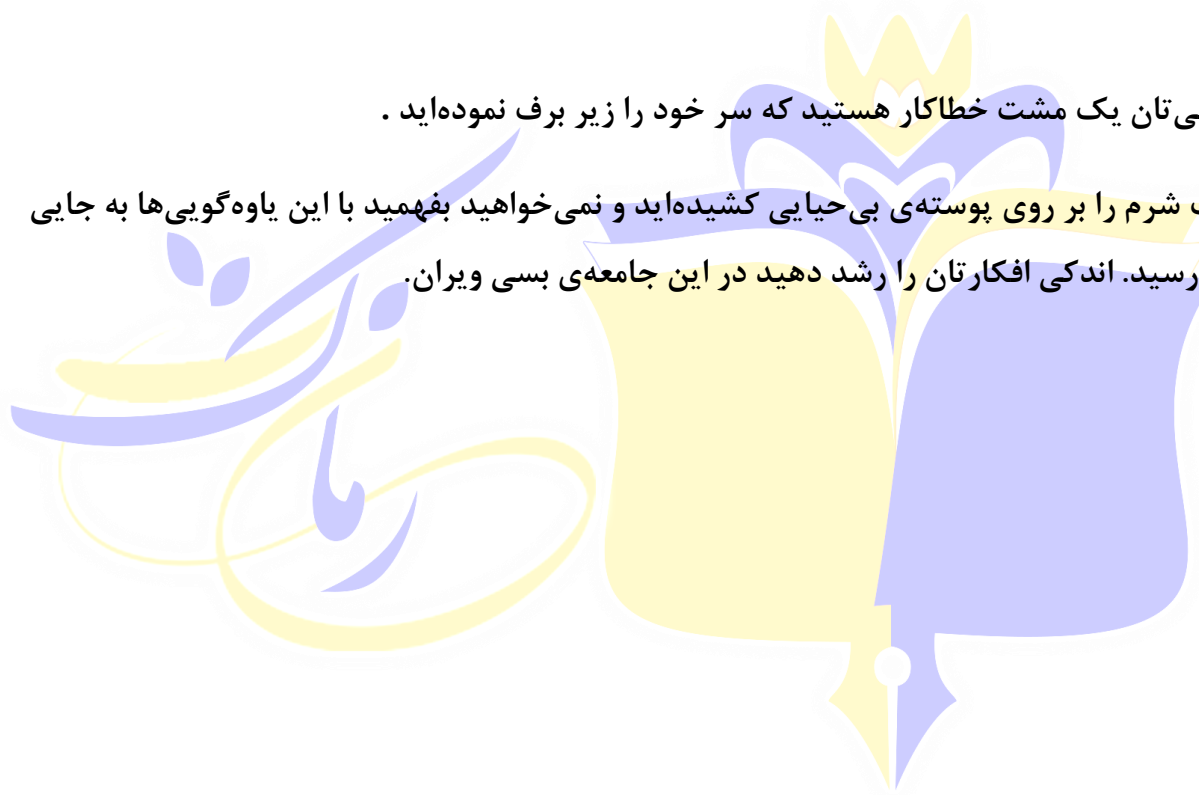 ‌تان یک مشت خطاکار هستید که سر خود را زیر برف نموده‌اید .
شرم را بر روی پوسته‌ی بی‌حیایی کشیده‌اید و نمی‌خواهید بفهمید با این یاوه‌گویی‌ها به جایی
رسید. اندکی افکارتان را رشد دهید در این جامعه‌ی بسی ویران.